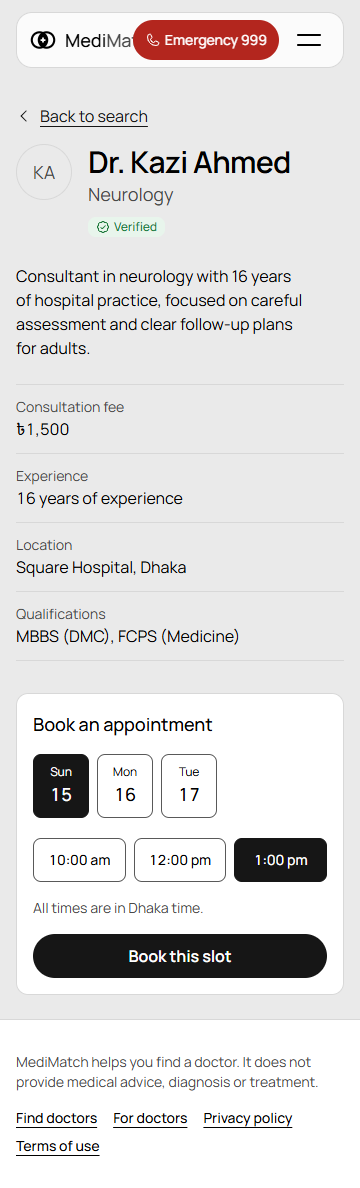 MediMat
Emergency 999
Back to search
KA
Dr. Kazi Ahmed
Neurology
Verified
Consultant in neurology with 16 years
of hospital practice, focused on careful
assessment and clear follow-up plans
for adults.
Consultation fee
৳1,500
Experience
16 years of experience
Location
Square Hospital, Dhaka
Qualifications
MBBS (DMC), FCPS (Medicine)
Book an appointment
Sun Mon Tue
15 16 17
10:00 am 12:00 pm 1:00 pm
All times are in Dhaka time.
Book this slot
MediMatch helps you find a doctor. It does not
provide medical advice, diagnosis or treatment.
Find doctors For doctors Privacy policy
Terms of use